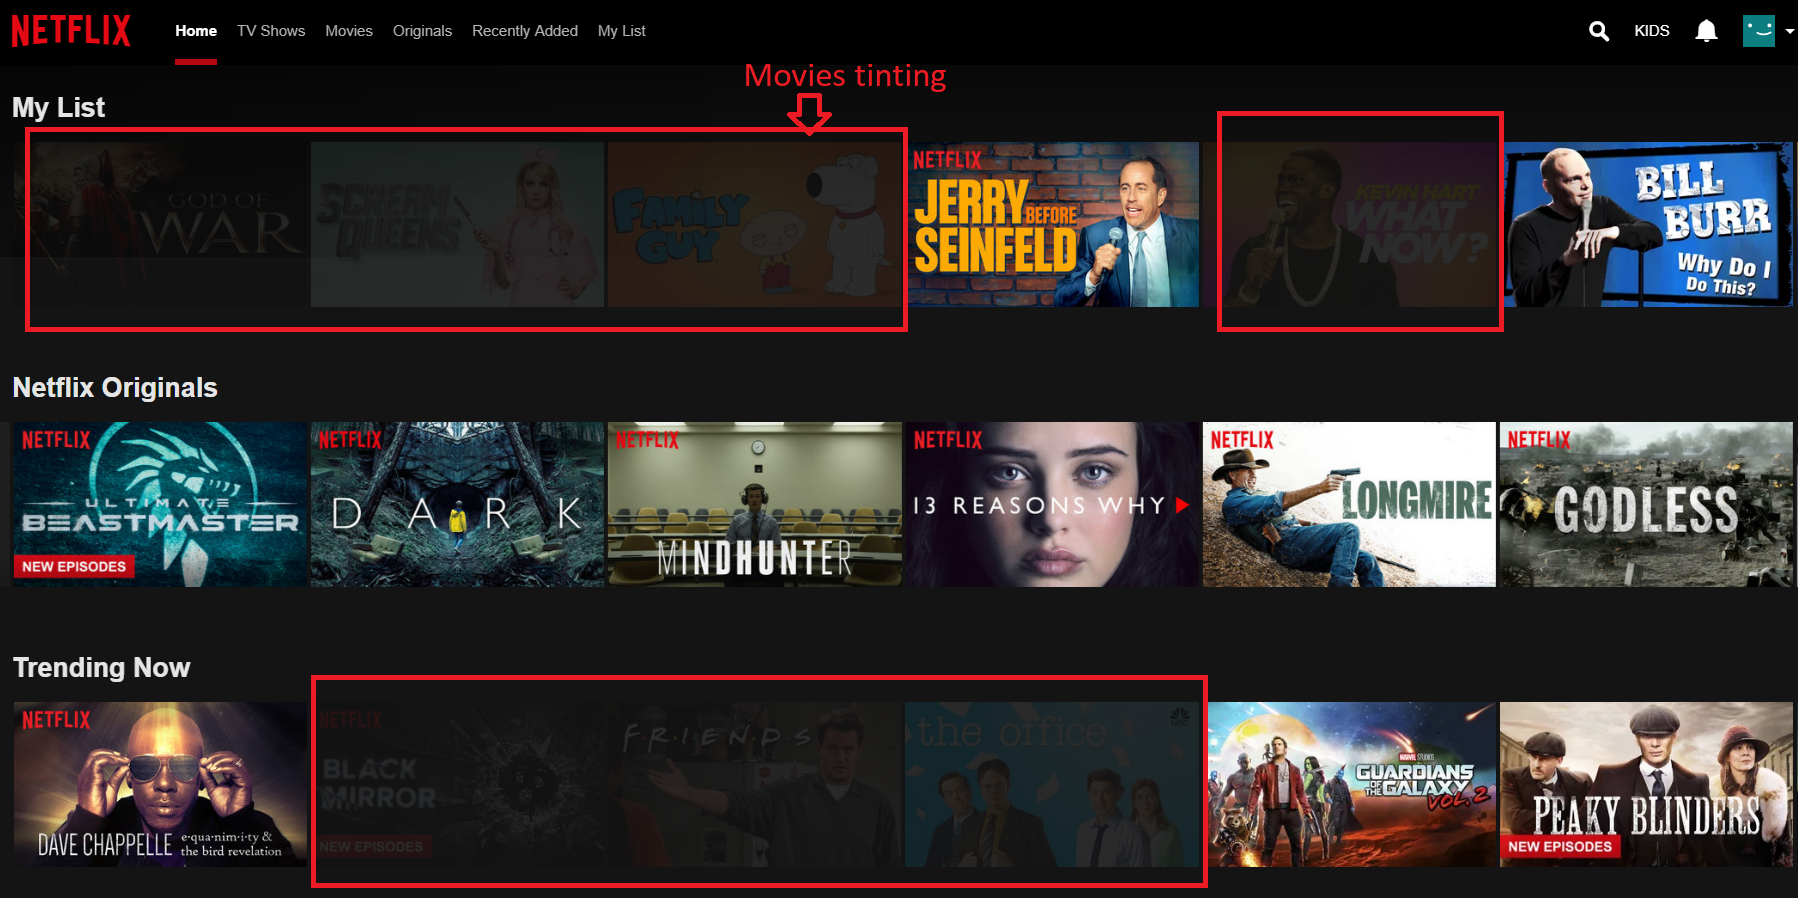 NETFLIX Home TV Shows Movies Originals Recently Added My List KIDS
Movies tinting
My List
GOD OF
WAR
SCREAM
QUEENS
FAMILY
GUY
NETFLIX
JERRY BEFORE
SEINFELD
KEVIN HART
WHAT
NOW?
BILL
BURR
Why Do I
Do This?
Netflix Originals
NETFLIX
ULTIMATE
BEASTMASTER
NEW EPISODES
NETFLIX
DARK
NETFLIX
MINDHUNTER
NETFLIX
13 REASONS WHY
NETFLIX
LONGMIRE
NETFLIX
GODLESS
Trending Now
NETFLIX
DAVE CHAPPELLE e·qua·nim·i·ty &
the bird revelation
NETFLIX
BLACK
MIRROR
NEW EPISODES
F·R·I·E·N·D·S
the office
NBC
MARVEL STUDIOS
GUARDIANS
OF THE GALAXY
VOL. 2
PEAKY BLINDERS
NEW EPISODES